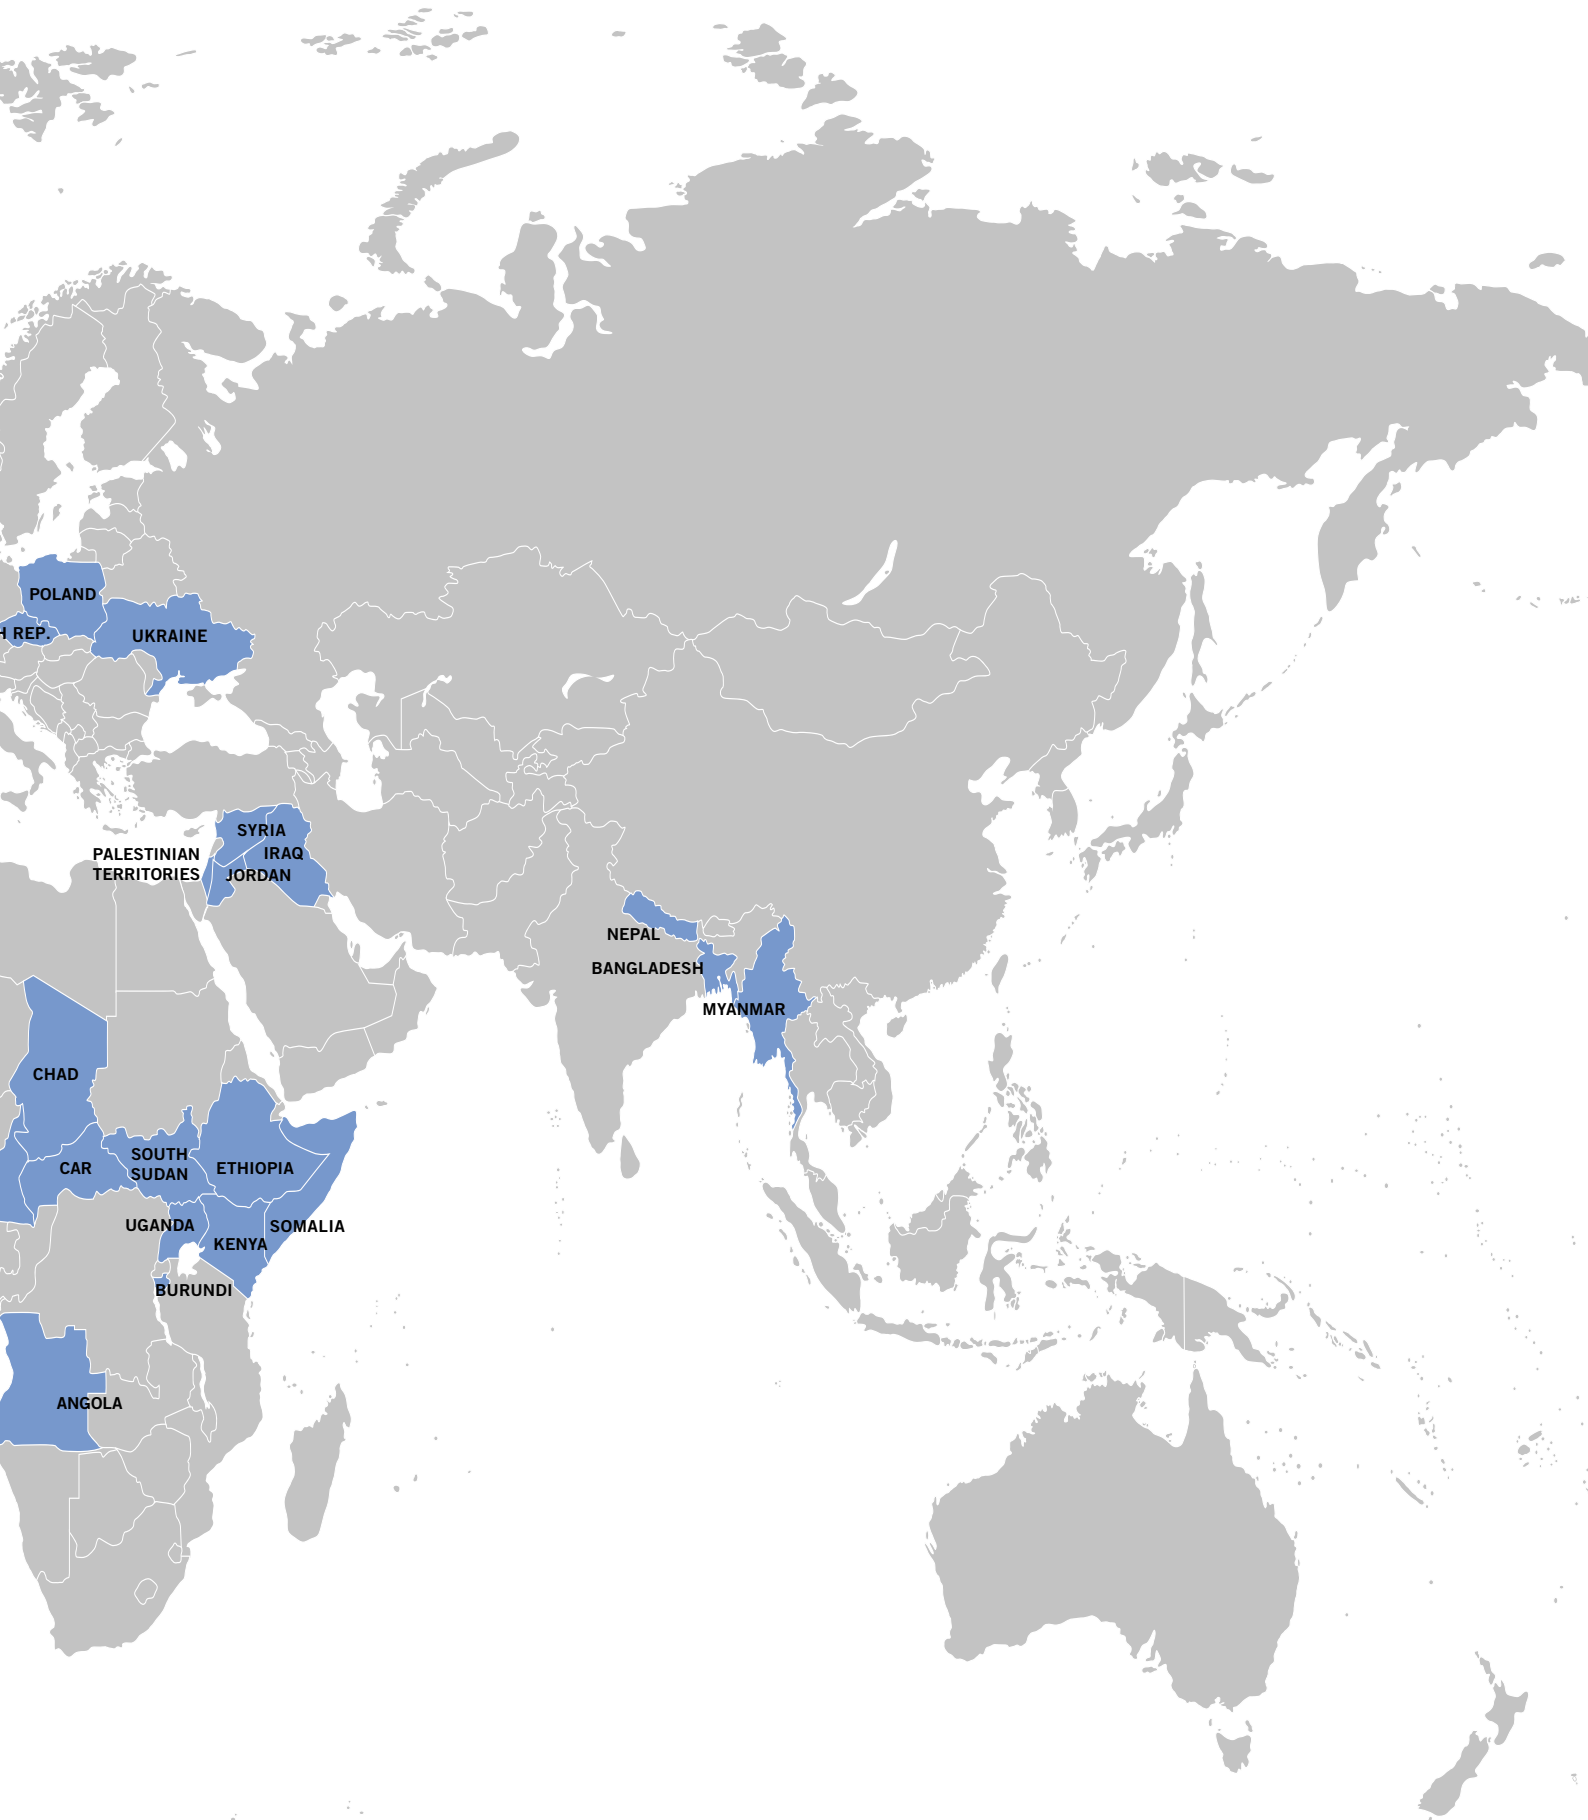 POLAND
H REP.
UKRAINE
SYRIA
PALESTINIAN
TERRITORIES
IRAQ
JORDAN
NEPAL
BANGLADESH
MYANMAR
CHAD
CAR
SOUTH
SUDAN
ETHIOPIA
UGANDA
SOMALIA
KENYA
BURUNDI
ANGOLA